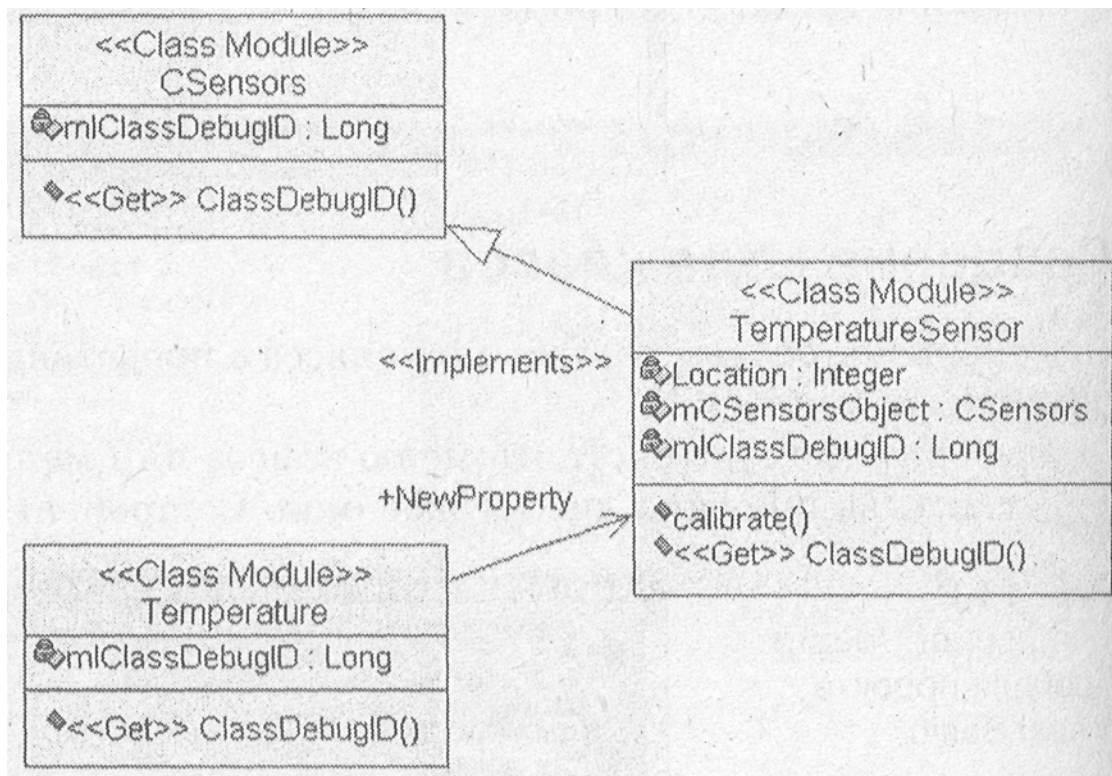 <<Class Module>>
CSensors
mlClassDebugID : Long
<<Get>> ClassDebugID()
<<Class Module>>
TemperatureSensor
<<Implements>>
Location : Integer
mCSensorsObject : CSensors
mlClassDebugID : Long
+NewProperty
calibrate()
<<Get>> ClassDebugID()
<<Class Module>>
Temperature
mlClassDebugID : Long
<<Get>> ClassDebugID()